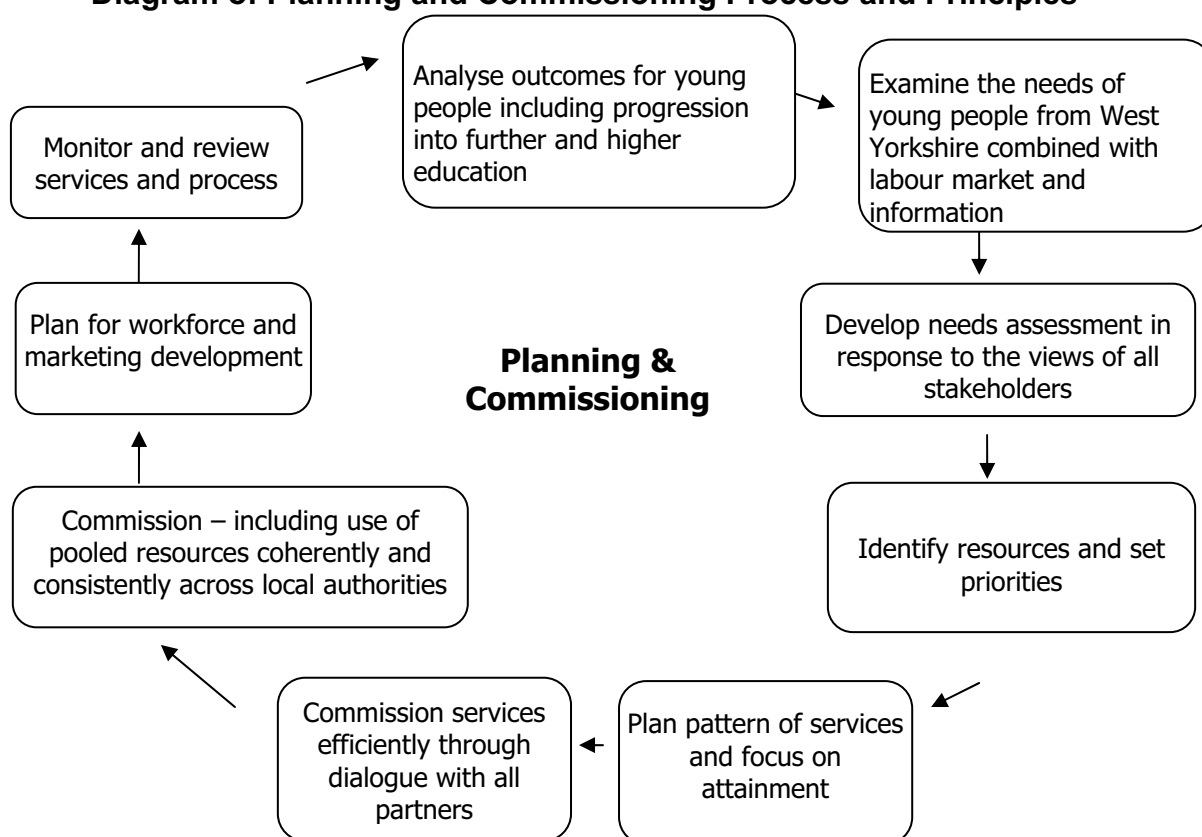 Diagram of Planning and Commissioning Process and Principles
Analyse outcomes for young
people including progression
into further and higher
education
Examine the needs of
young people from West
Yorkshire combined with
labour market and
information
Develop needs assessment in
response to the views of all
stakeholders
Identify resources and set
priorities
Plan pattern of services
and focus on
attainment
Commission services
efficiently through
dialogue with all
partners
Commission – including use of
pooled resources coherently and
consistently across local authorities
Plan for workforce and
marketing development
Monitor and review
services and process
Planning &
Commissioning